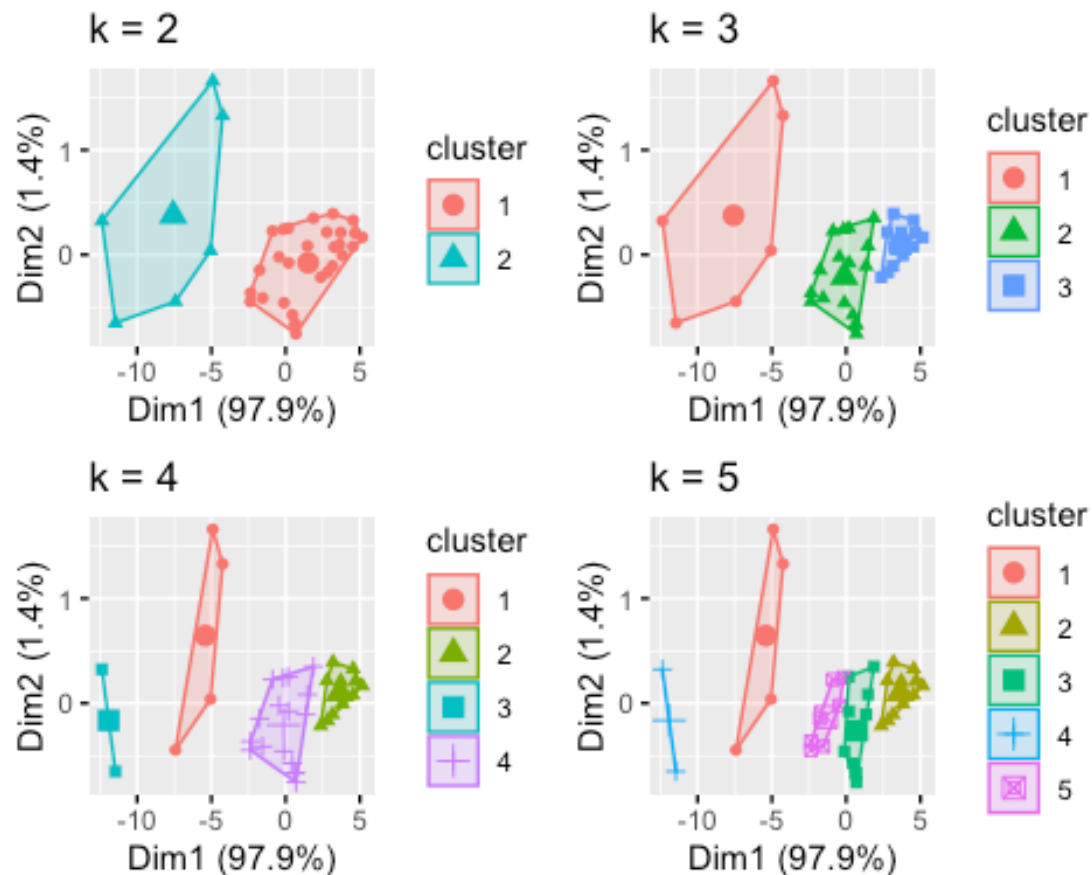 k = 2
Dim2 (1.4%)
1
0
-10 -5 0 5
Dim1 (97.9%)
cluster
1
2
k = 3
Dim2 (1.4%)
1
0
-10 -5 0 5
Dim1 (97.9%)
cluster
1
2
3
k = 4
Dim2 (1.4%)
1
0
-10 -5 0 5
Dim1 (97.9%)
cluster
1
2
3
4
k = 5
Dim2 (1.4%)
1
0
-10 -5 0 5
Dim1 (97.9%)
cluster
1
2
3
4
5